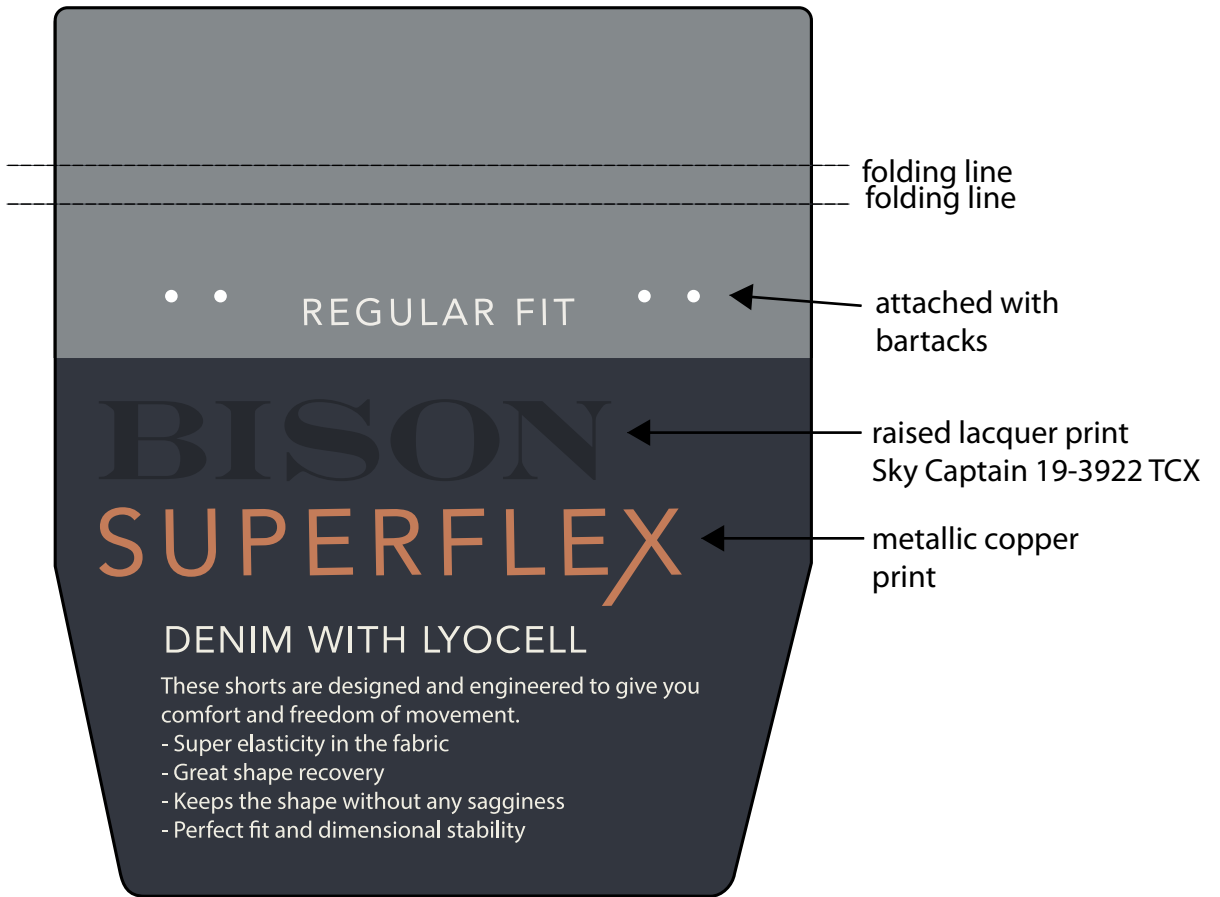 folding line
folding line
REGULAR FIT
attached with
bartacks
BISON
raised lacquer print
Sky Captain 19-3922 TCX
SUPERFLEX
metallic copper
print
DENIM WITH LYOCELL
These shorts are designed and engineered to give you
comfort and freedom of movement.
- Super elasticity in the fabric
- Great shape recovery
- Keeps the shape without any sagginess
- Perfect fit and dimensional stability